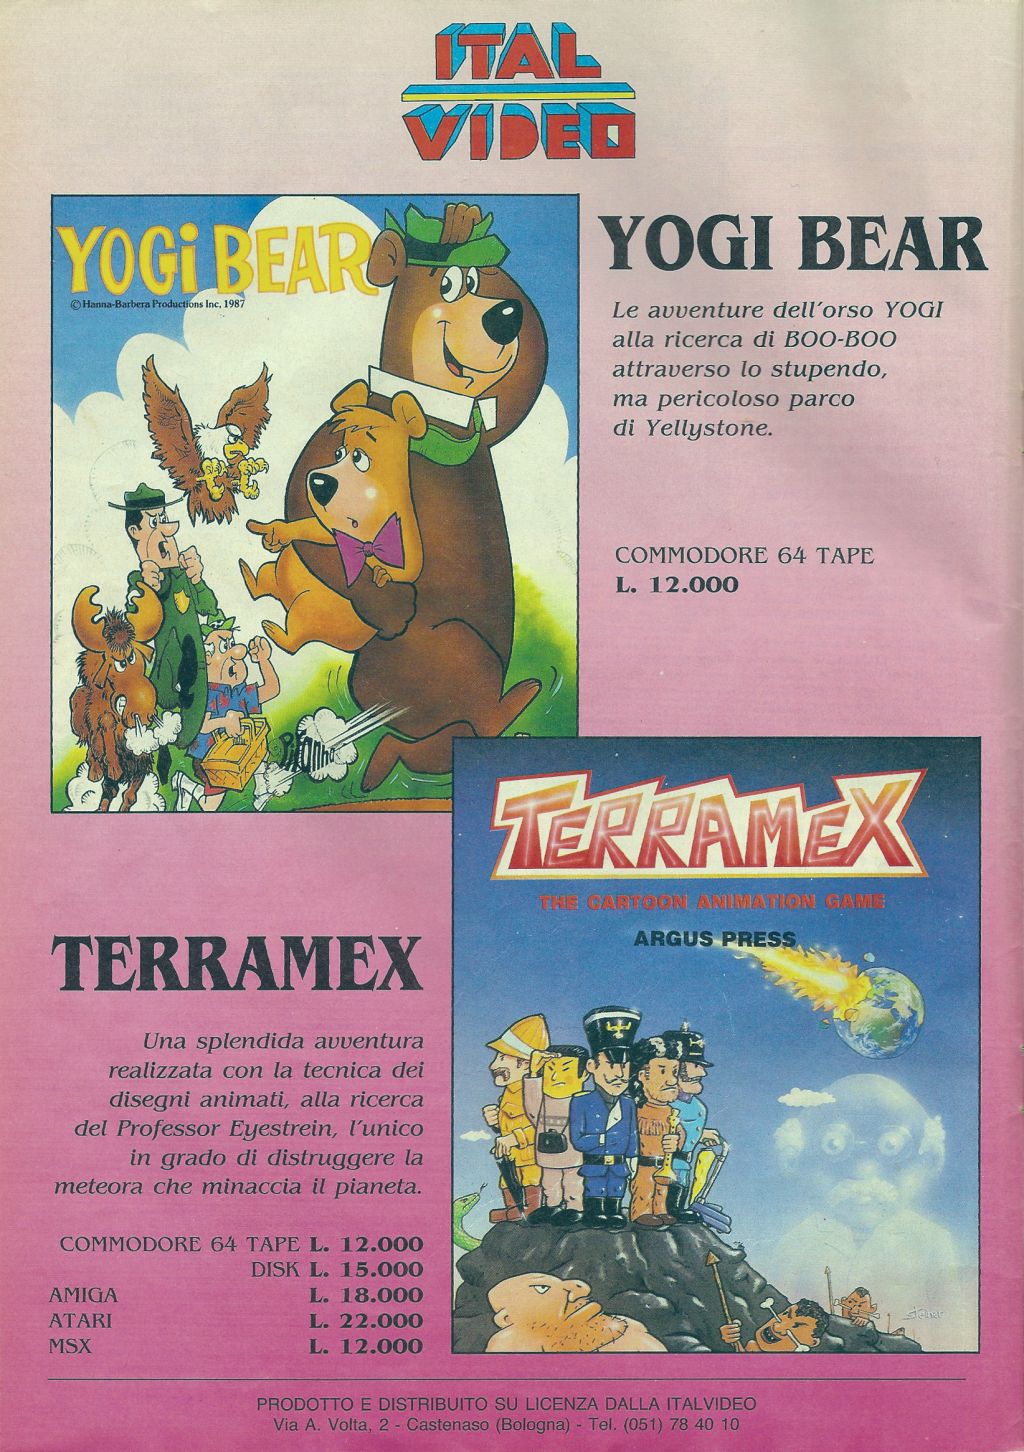 ITAL
VIDEO
YOGi BEAR
© Hanna-Barbera Productions Inc, 1987
Piranha
YOGI BEAR
Le avventure dell'orso YOGI
alla ricerca di BOO-BOO
attraverso lo stupendo,
ma pericoloso parco
di Yellystone.
COMMODORE 64 TAPE
L. 12.000
TERRAMEX
THE CARTOON ANIMATION GAME
ARGUS PRESS
Steiner
TERRAMEX
Una splendida avventura
realizzata con la tecnica dei
disegni animati, alla ricerca
del Professor Eyestrein, l'unico
in grado di distruggere la
meteora che minaccia il pianeta.
COMMODORE 64 TAPE L. 12.000
DISK L. 15.000
AMIGA L. 18.000
ATARI L. 22.000
MSX L. 12.000
PRODOTTO E DISTRIBUITO SU LICENZA DALLA ITALVIDEO
Via A. Volta, 2 - Castenaso (Bologna) - Tel. (051) 78 40 10